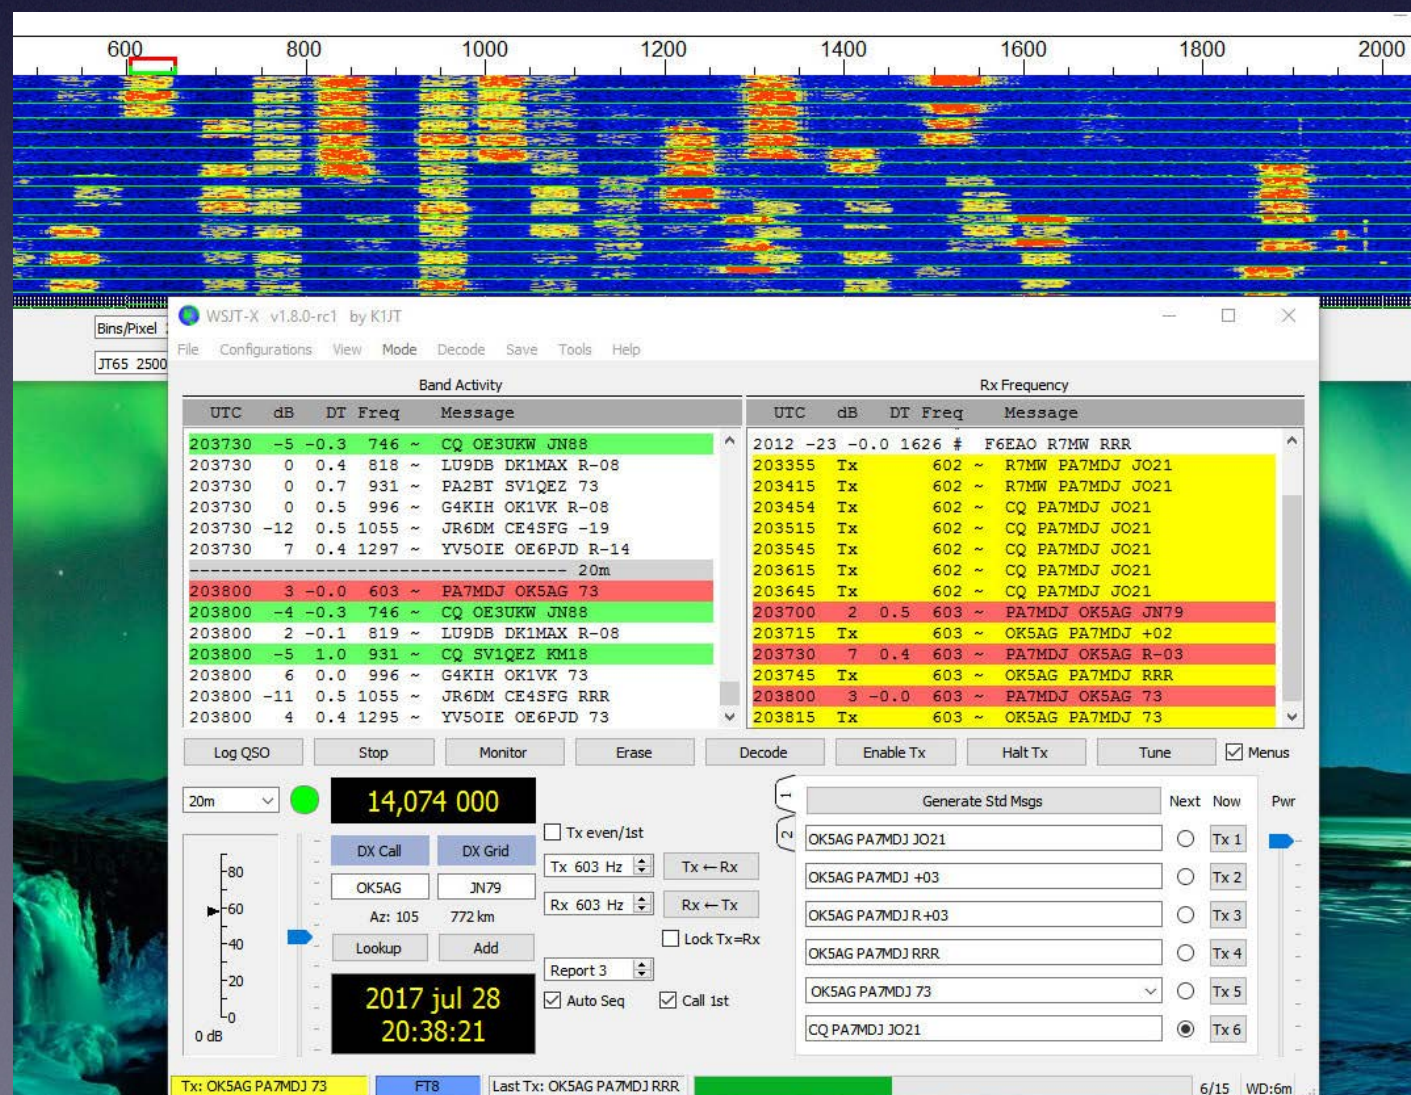 600 800 1000 1200 1400 1600 1800 2000
Bins/Pixel
JT65 2500
WSJT-X v1.8.0-rc1 by K1JT
File Configurations View Mode Decode Save Tools Help
Band Activity
UTC dB DT Freq Message
203730 -5 -0.3 746 ~ CQ OE3UKW JN88
203730 0 0.4 818 ~ LU9DB DK1MAX R-08
203730 0 0.7 931 ~ PA2BT SV1QEZ 73
203730 0 0.5 996 ~ G4KIH OK1VK R-08
203730 -12 0.5 1055 ~ JR6DM CE4SFG -19
203730 7 0.4 1297 ~ YV5OIE OE6PJD R-14
---------------------------------- 20m
203800 3 -0.0 603 ~ PA7MDJ OK5AG 73
203800 -4 -0.3 746 ~ CQ OE3UKW JN88
203800 2 -0.1 819 ~ LU9DB DK1MAX R-08
203800 -5 1.0 931 ~ CQ SV1QEZ KM18
203800 6 0.0 996 ~ G4KIH OK1VK 73
203800 -11 0.5 1055 ~ JR6DM CE4SFG RRR
203800 4 0.4 1295 ~ YV5OIE OE6PJD 73
Rx Frequency
UTC dB DT Freq Message
2012 -23 -0.0 1626 # F6EAO R7MW RRR
203355 Tx 602 ~ R7MW PA7MDJ JO21
203415 Tx 602 ~ R7MW PA7MDJ JO21
203454 Tx 602 ~ CQ PA7MDJ JO21
203515 Tx 602 ~ CQ PA7MDJ JO21
203545 Tx 602 ~ CQ PA7MDJ JO21
203615 Tx 602 ~ CQ PA7MDJ JO21
203645 Tx 602 ~ CQ PA7MDJ JO21
203700 2 0.5 603 ~ PA7MDJ OK5AG JN79
203715 Tx 603 ~ OK5AG PA7MDJ +02
203730 7 0.4 603 ~ PA7MDJ OK5AG R-03
203745 Tx 603 ~ OK5AG PA7MDJ RRR
203800 3 -0.0 603 ~ PA7MDJ OK5AG 73
203815 Tx 603 ~ OK5AG PA7MDJ 73
Log QSO Stop Monitor Erase Decode Enable Tx Halt Tx Tune Menus
20m 14,074 000
DX Call DX Grid
OK5AG JN79
Az: 105 772 km
Lookup Add
2017 jul 28
20:38:21
-80
-60
-40
-20
-0
0 dB
Tx even/1st
Tx 603 Hz Tx ← Rx
Rx 603 Hz Rx ← Tx
Lock Tx=Rx
Report 3
Auto Seq Call 1st
1
2
Generate Std Msgs Next Now Pwr
OK5AG PA7MDJ JO21 Tx 1
OK5AG PA7MDJ +03 Tx 2
OK5AG PA7MDJ R+03 Tx 3
OK5AG PA7MDJ RRR Tx 4
OK5AG PA7MDJ 73 Tx 5
CQ PA7MDJ JO21 Tx 6
Tx: OK5AG PA7MDJ 73 FT8 Last Tx: OK5AG PA7MDJ RRR 6/15 WD:6m